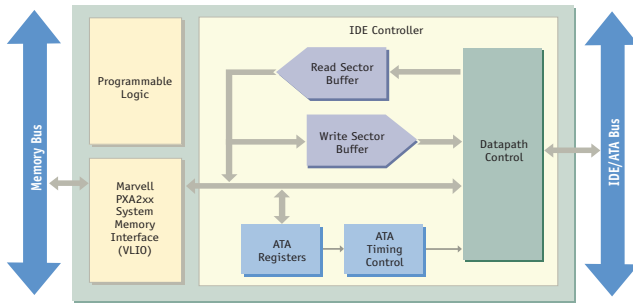 IDE Controller
Programmable
Logic
Read Sector
Buffer
Write Sector
Buffer
Datapath
Control
Memory Bus
IDE/ATA Bus
Marvell
PXA2xx
System
Memory
Interface
(VLIO)
ATA
Registers
ATA
Timing
Control